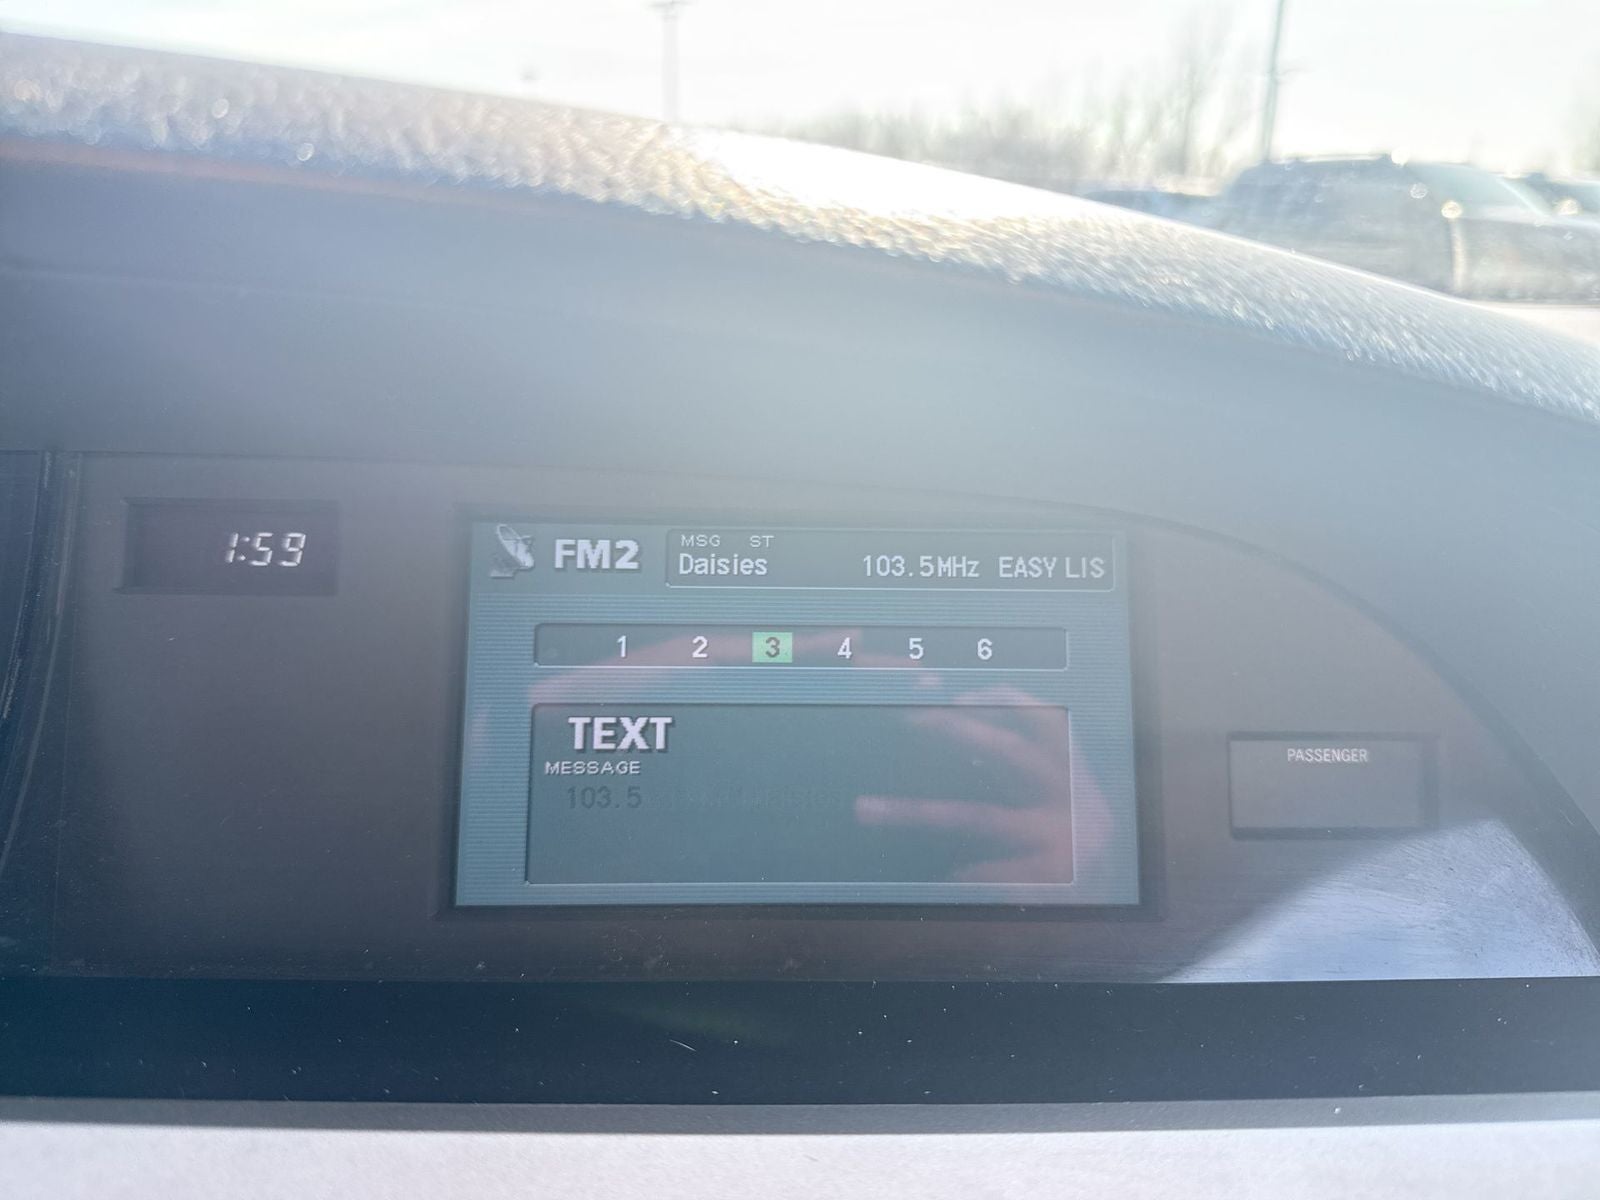 1:59
FM2
MSG ST
Daisies 103.5MHz EASY LIS
1 2 3 4 5 6
TEXT
MESSAGE
103.5
PASSENGER